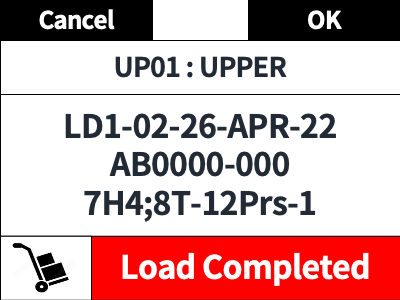 Cancel OK
UP01 : UPPER
LD1-02-26-APR-22
AB0000-000
7H4;8T-12Prs-1
Load Completed